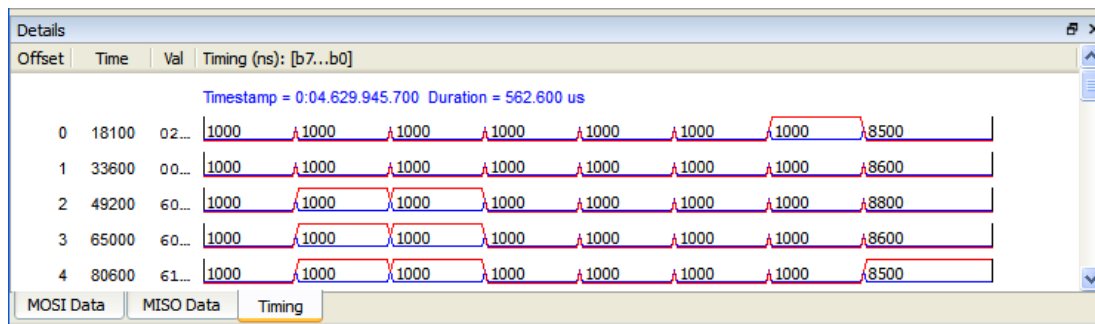 Details
Offset Time Val Timing (ns): [b7...b0]
Timestamp = 0:04.629.945.700 Duration = 562.600 us
0 18100 02... 1000 1000 1000 1000 1000 1000 1000 8500
1 33600 00... 1000 1000 1000 1000 1000 1000 1000 8600
2 49200 60... 1000 1000 1000 1000 1000 1000 1000 8800
3 65000 60... 1000 1000 1000 1000 1000 1000 1000 8600
4 80600 61... 1000 1000 1000 1000 1000 1000 1000 8500
MOSI Data MISO Data Timing